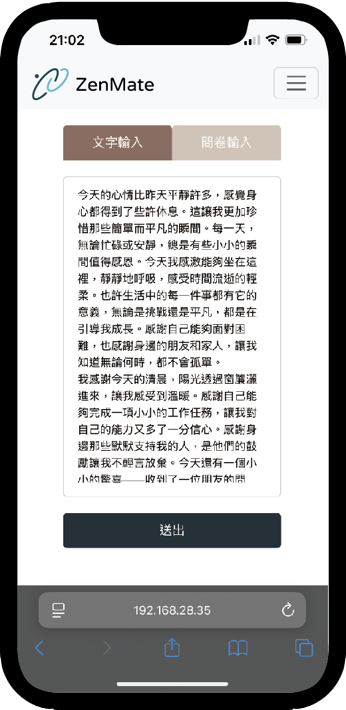 21:02
ZenMate
文字輸入
問卷輸入
今天的心情比昨天平靜許多，感覺身
心都得到了些許休息。這讓我更加珍
惜那些簡單而平凡的瞬間。每一天，
無論忙碌或安靜，總是有些小小的瞬
間值得感恩。今天我感激能夠坐在這
裡，靜靜地呼吸，感受時間流逝的輕
柔。也許生活中的每一件事都有它的
意義，無論是挑戰還是平凡，都是在
引導我成長。感謝自己能夠面對困
難，也感謝身邊的朋友和家人，讓我
知道無論何時，都不會孤單。
我感謝今天的清晨，陽光透過窗簾灑
進來，讓我感受到溫暖。感謝自己能
夠完成一項小小的工作任務，讓我對
自己的能力又多了一分信心。感謝身
邊那些默默支持我的人，是他們的鼓
勵讓我不輕言放棄。今天還有一個小
小的驚喜——收到了一位朋友的問
送出
192.168.28.35